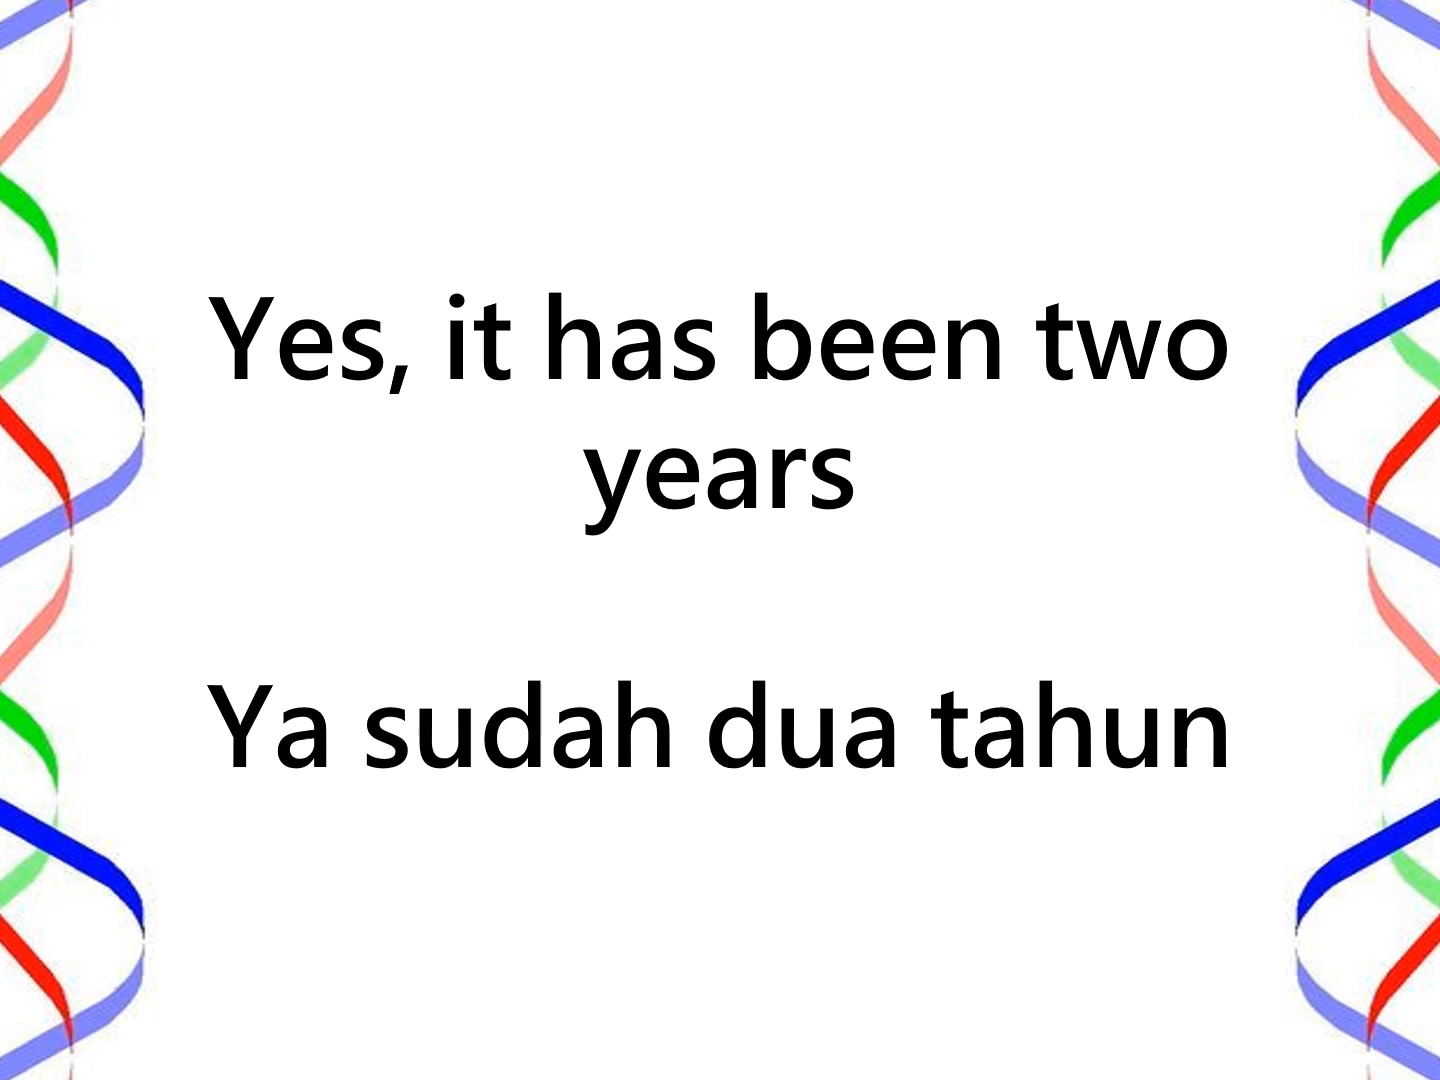 Yes, it has been two
years
Ya sudah dua tahun